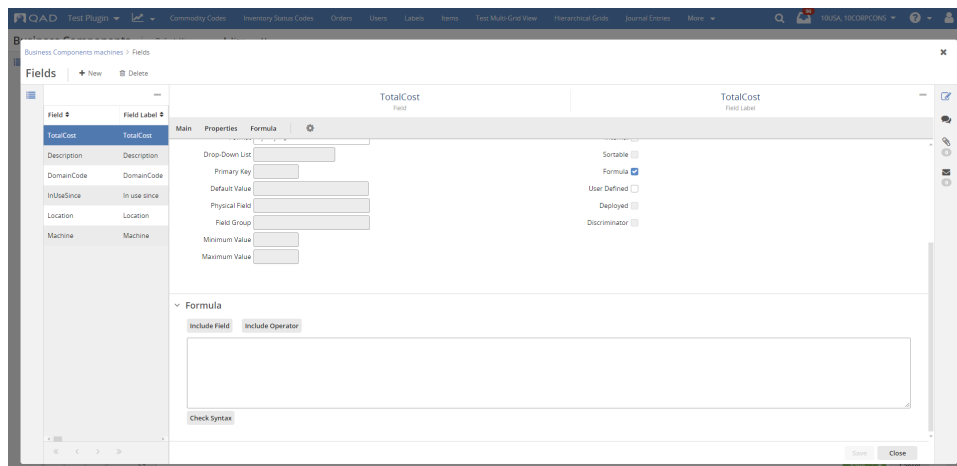 QAD Test Plugin Commodity Codes Inventory Status Codes Orders Users Labels Items Test Multi-Grid View Hierarchical Grids Journal Entries More 10USA, 10CORPCONS
Business Components machines > Fields
Fields New Delete
TotalCost TotalCost
Field Field Label
Field Field Label
Main Properties Formula
TotalCost TotalCost
Description Description
DomainCode DomainCode
InUseSince In use since
Location Location
Machine Machine
Drop-Down List
Primary Key
Default Value
Physical Field
Field Group
Minimum Value
Maximum Value
Sortable
Formula
User Defined
Deployed
Discriminator
0
0
Formula
Include Field Include Operator
Check Syntax
Save Close